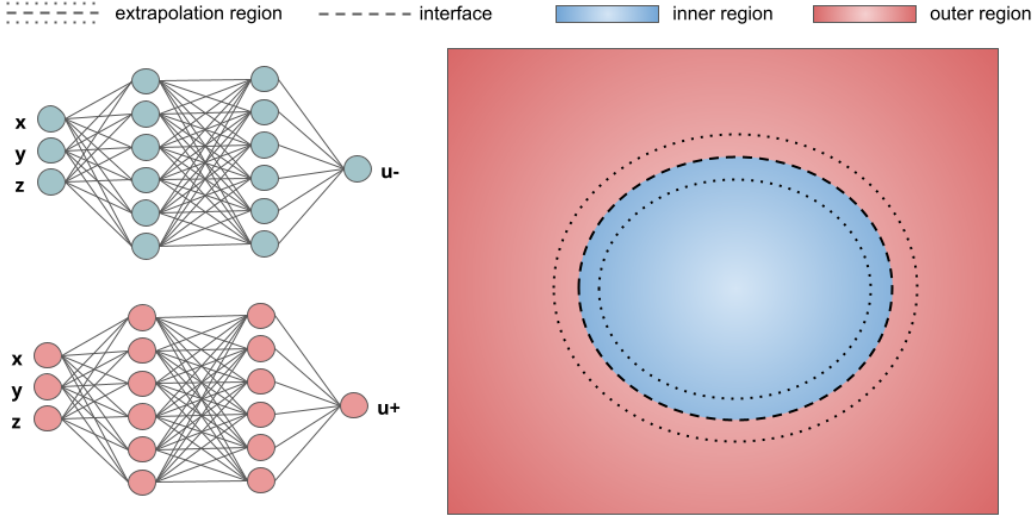 extrapolation region
interface
inner region
outer region
x
y
z
u-
x
y
z
u+